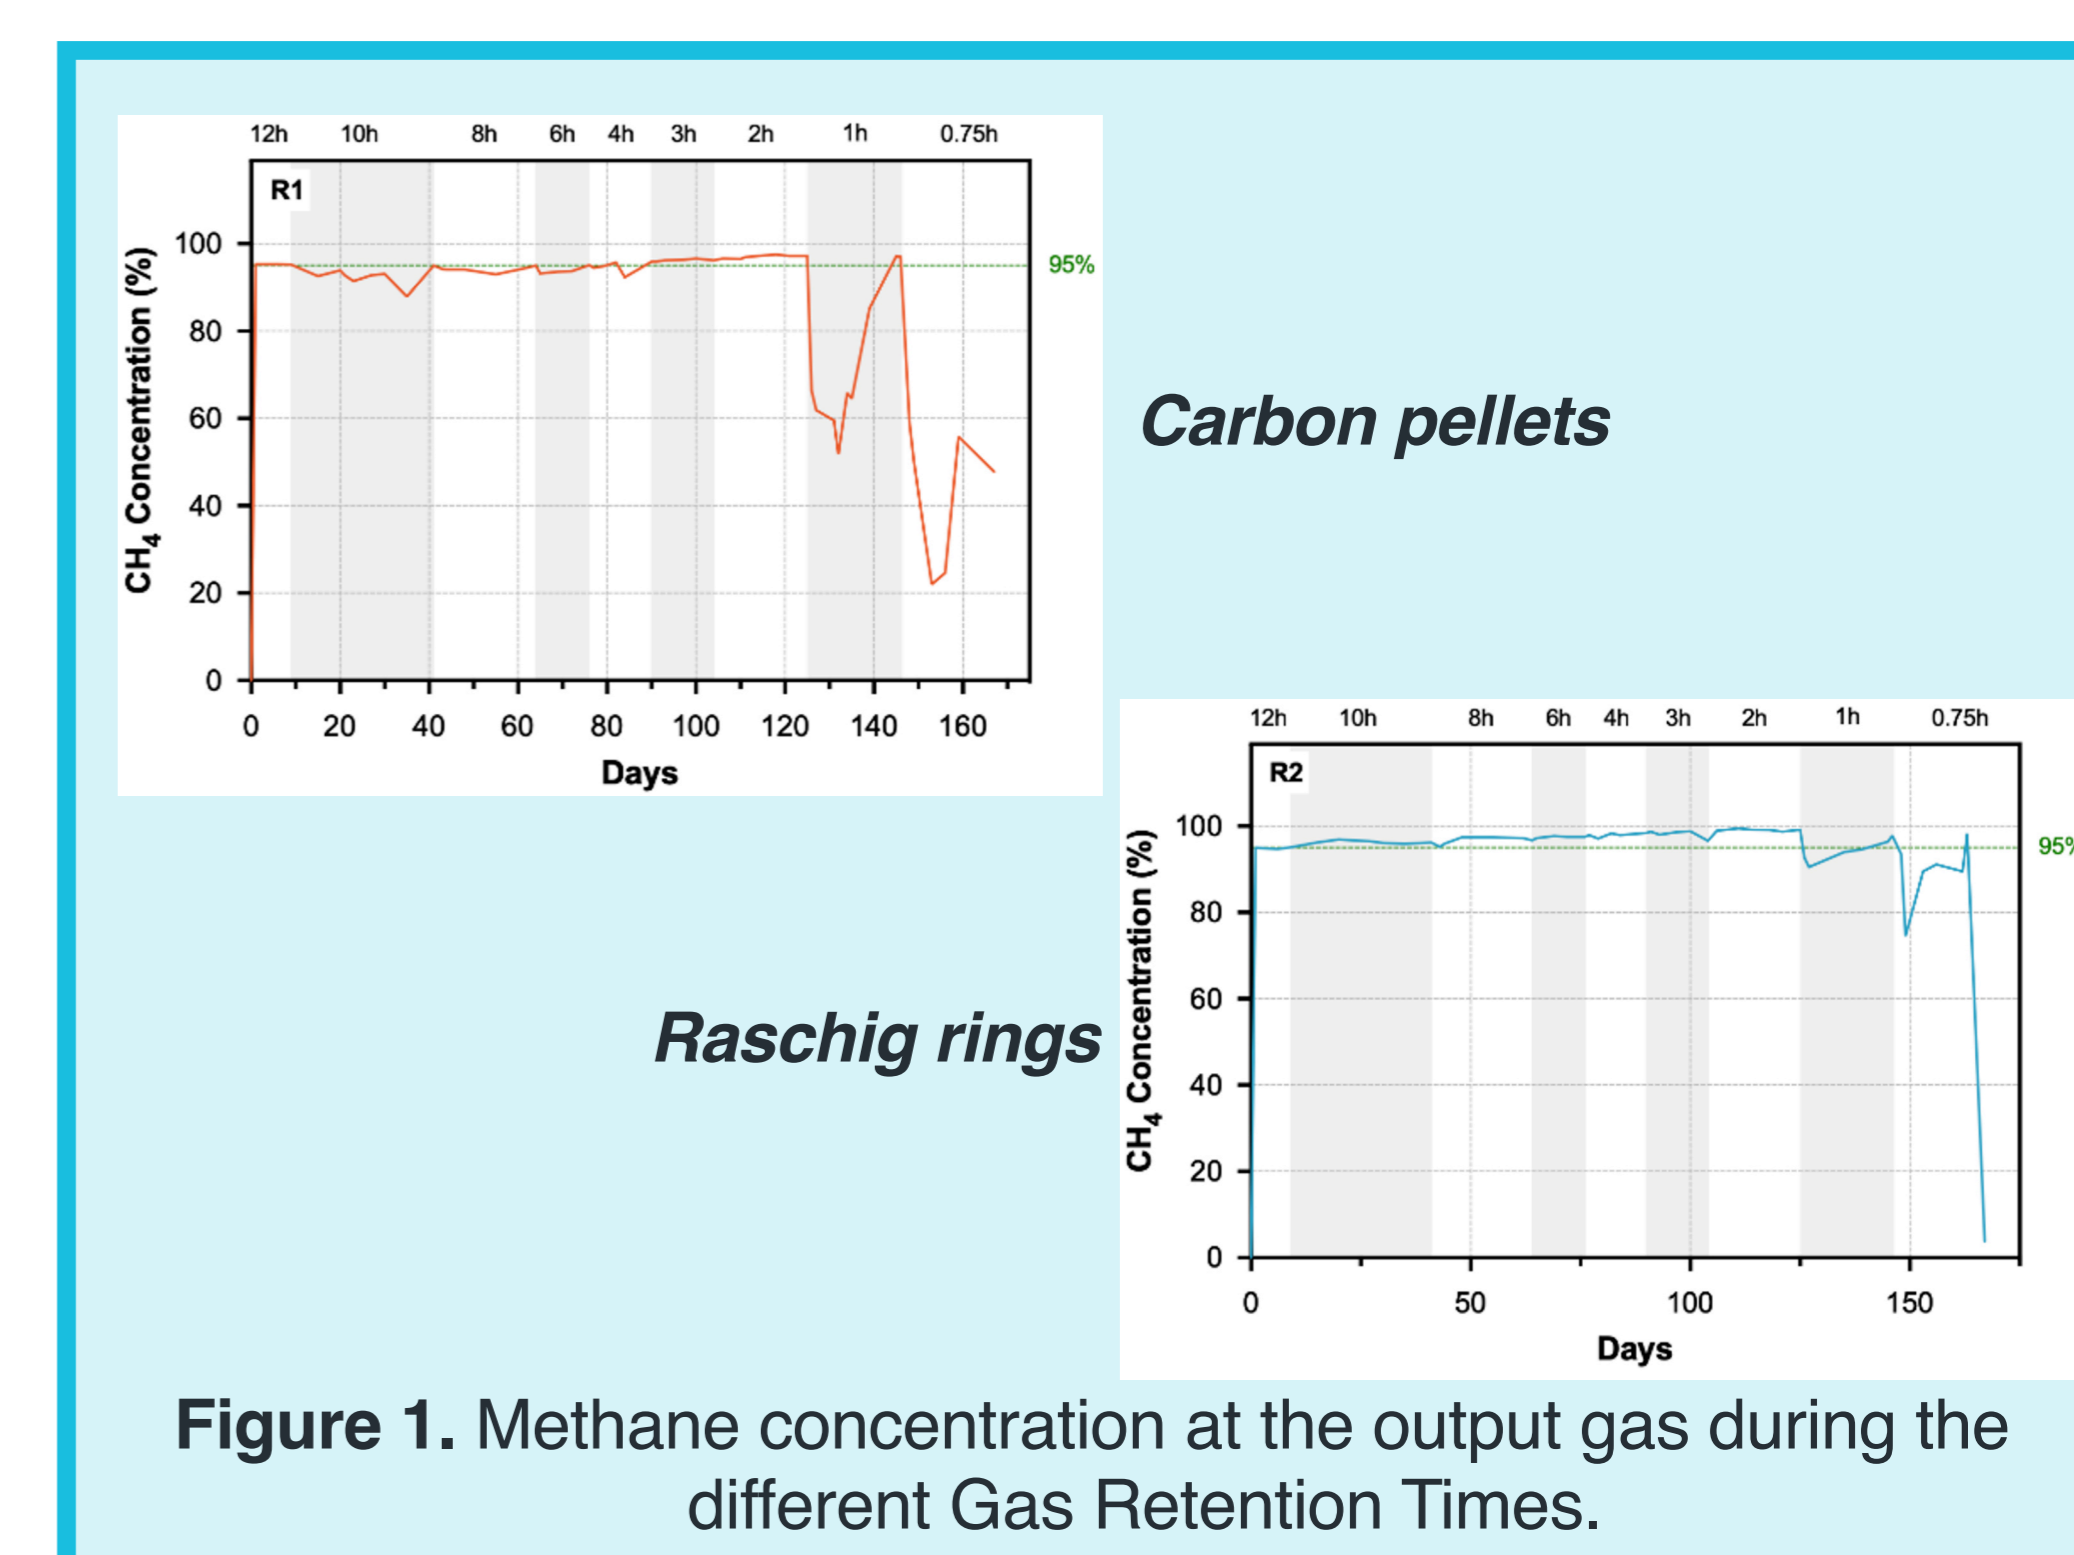 12h 10h 8h 6h 4h 3h 2h 1h 0.75h
R1
100
80
60
40
20
0
95%
CH4 Concentration (%)
0 20 40 60 80 100 120 140 160
Days
Carbon pellets
12h 10h 8h 6h 4h 3h 2h 1h 0.75h
R2
100
80
60
40
20
0
95%
CH4 Concentration (%)
0 50 100 150
Days
Raschig rings
Figure 1. Methane concentration at the output gas during the
different Gas Retention Times.